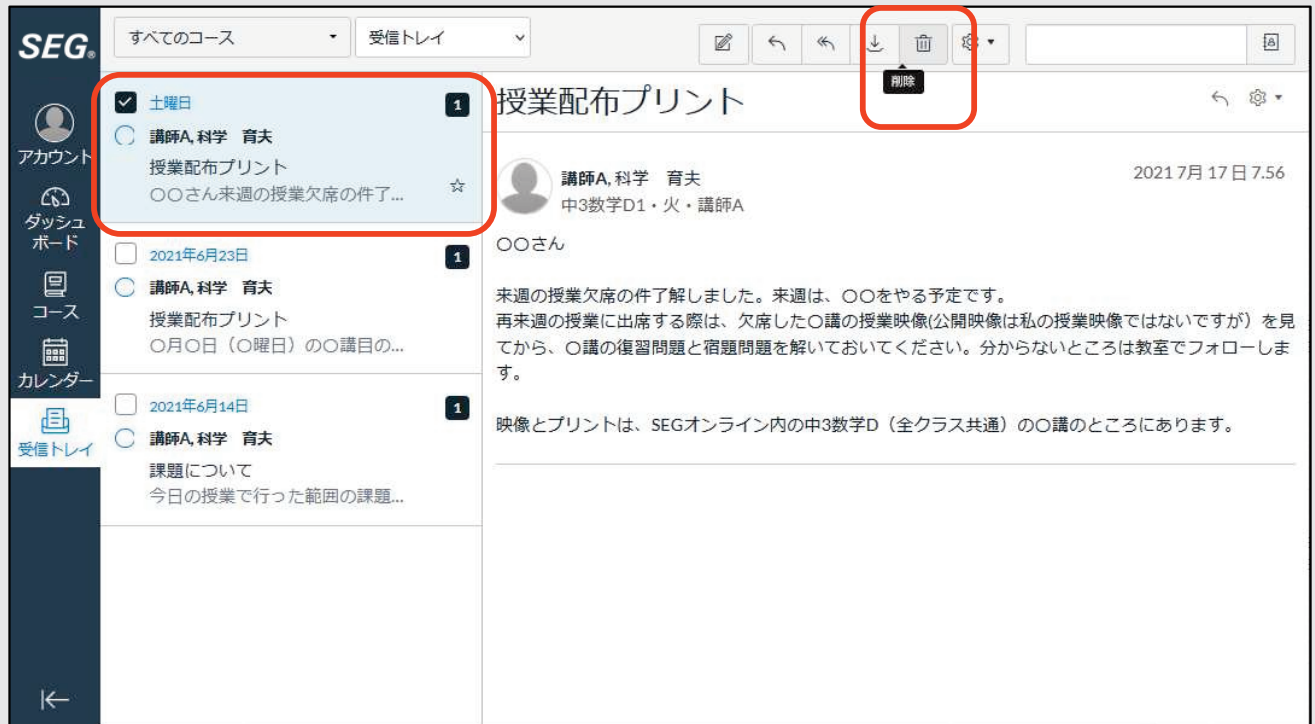 SEG®
すべてのコース
受信トレイ
削除
アカウント
ダッシュ
ボード
コース
カレンダー
受信トレイ
土曜日
1
講師A, 科学　育夫
授業配布プリント
〇〇さん来週の授業欠席の件了...
2021年6月23日
1
講師A, 科学　育夫
授業配布プリント
〇月〇日（〇曜日）の〇講目の...
2021年6月14日
1
講師A, 科学　育夫
課題について
今日の授業で行った範囲の課題...
授業配布プリント
講師A, 科学　育夫
2021 7月 17 日 7.56
中3数学D1・火・講師A
〇〇さん
来週の授業欠席の件了解しました。来週は、〇〇をやる予定です。
再来週の授業に出席する際は、欠席した〇講の授業映像(公開映像は私の授業映像ではないですが）を見
てから、〇講の復習問題と宿題問題を解いておいてください。分からないところは教室でフォローしま
す。
映像とプリントは、SEGオンライン内の中3数学D（全クラス共通）の〇講のところにあります。